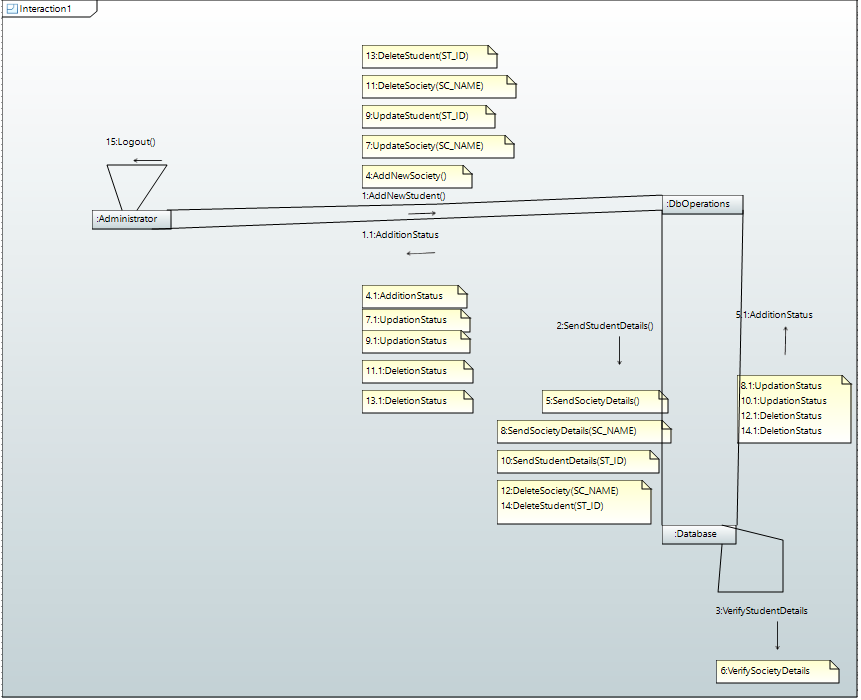 Interaction1
13:DeleteStudent(ST_ID)
11:DeleteSociety(SC_NAME)
9:UpdateStudent(ST_ID)
7:UpdateSociety(SC_NAME)
4:AddNewSociety()
1:AddNewStudent()
15:Logout()
:Administrator
:DbOperations
1.1:AdditionStatus
4.1:AdditionStatus
7.1:UpdationStatus
9.1:UpdationStatus
11.1:DeletionStatus
13.1:DeletionStatus
2:SendStudentDetails()
5:SendSocietyDetails()
8:SendSocietyDetails(SC_NAME)
10:SendStudentDetails(ST_ID)
12:DeleteSociety(SC_NAME)
14:DeleteStudent(ST_ID)
5.1:AdditionStatus
8.1:UpdationStatus
10.1:UpdationStatus
12.1:DeletionStatus
14.1:DeletionStatus
:Database
3:VerifyStudentDetails
6:VerifySocietyDetails